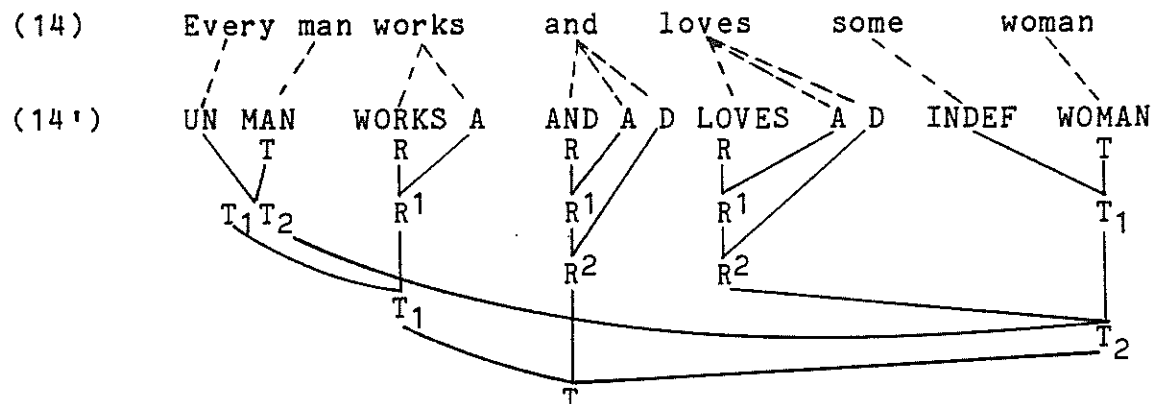 (14) Every man works and loves some woman
(14') UN MAN WORKS A AND A D LOVES A D INDEF WOMAN
T R R R T
T1 T2 R¹ R¹ R¹ T1
R² R²
T1 T2
T